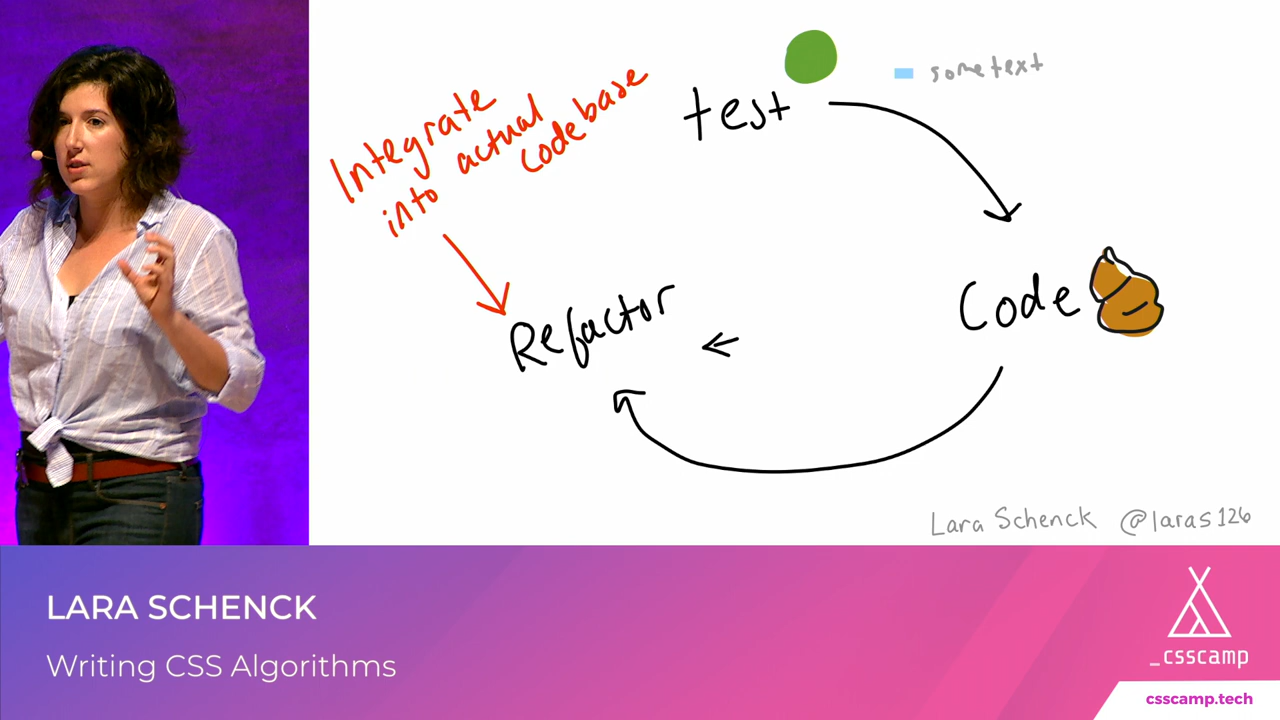 Integrate
into actual
codebase
test
some text
Refactor
Code
Lara Schenck @laras126
LARA SCHENCK
Writing CSS Algorithms
_csscamp
csscamp.tech